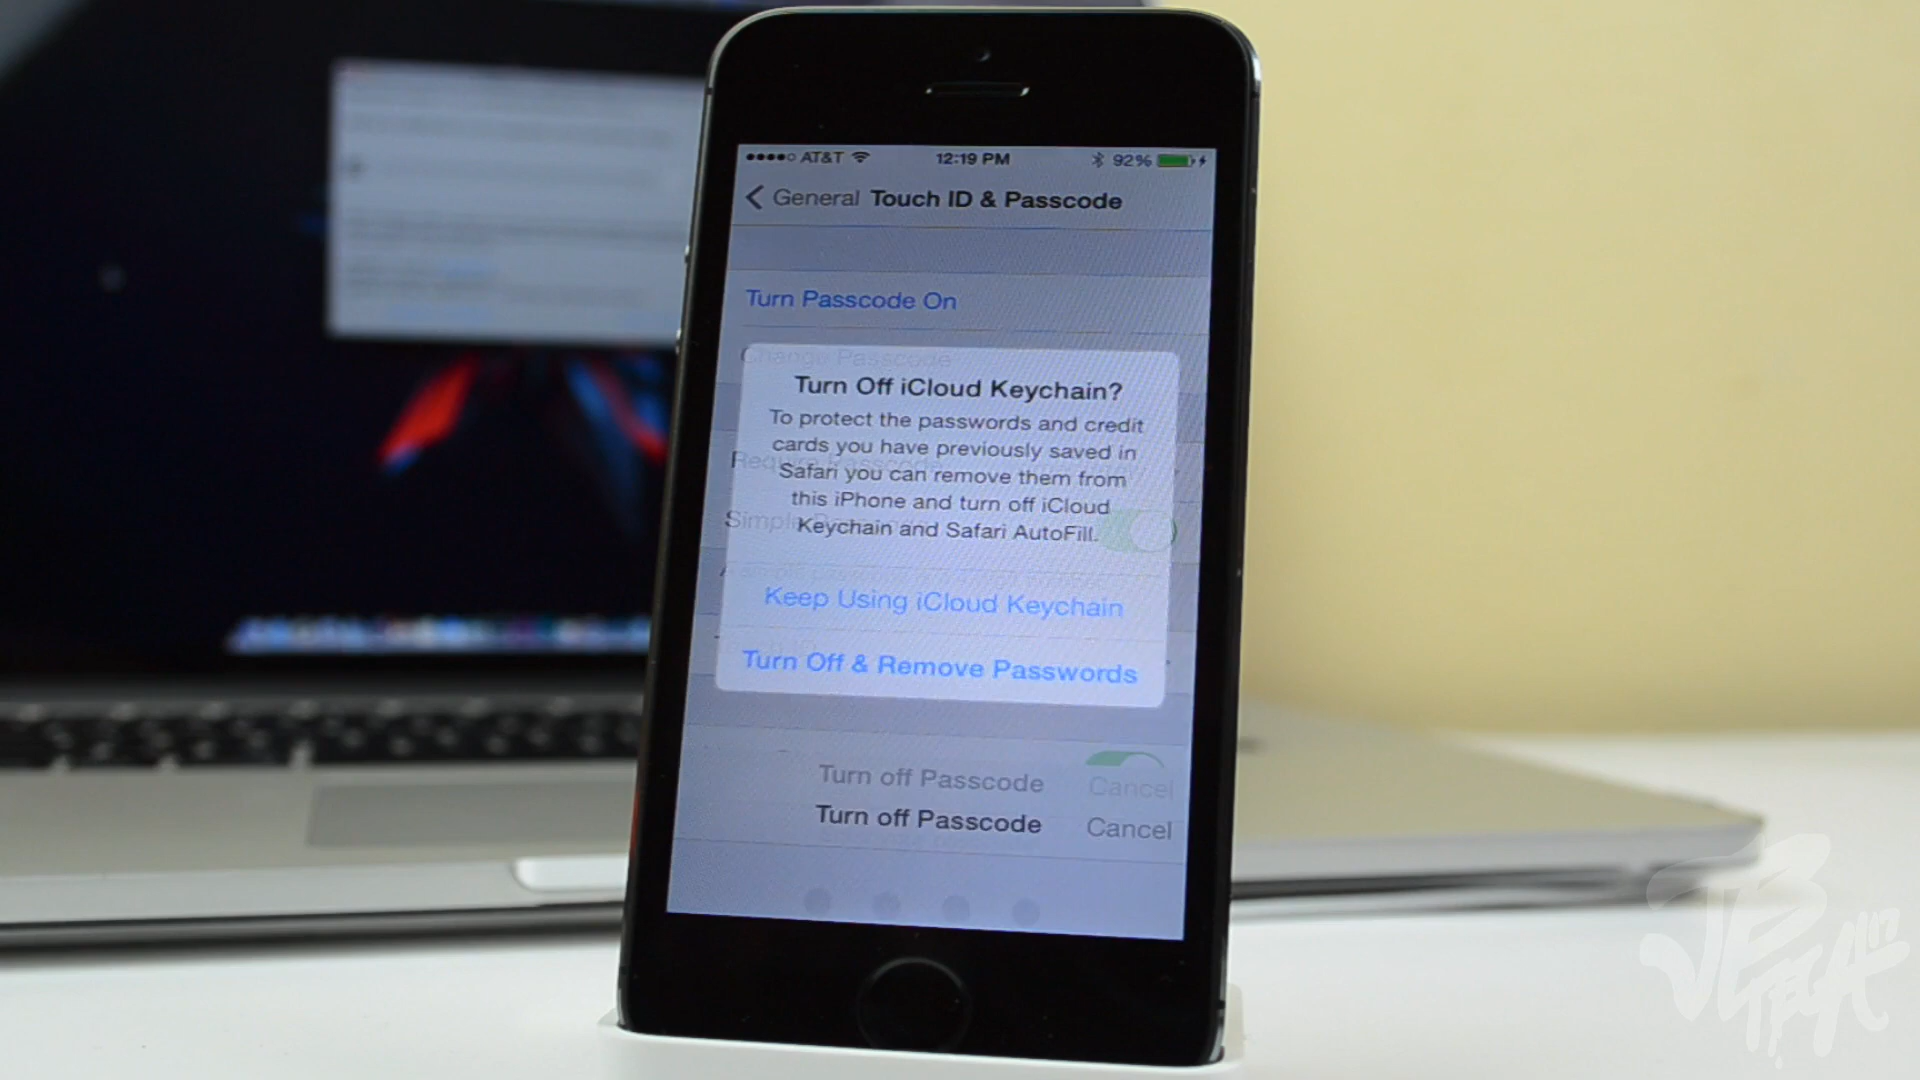 AT&T 12:19 PM 92%
General Touch ID & Passcode
Turn Passcode On
Change Passcode
Turn Off iCloud Keychain?
To protect the passwords and credit
cards you have previously saved in
Safari you can remove them from
this iPhone and turn off iCloud
Keychain and Safari AutoFill.
Simple
Keep Using iCloud Keychain
Turn Off & Remove Passwords
Turn off Passcode Cancel
Turn off Passcode Cancel